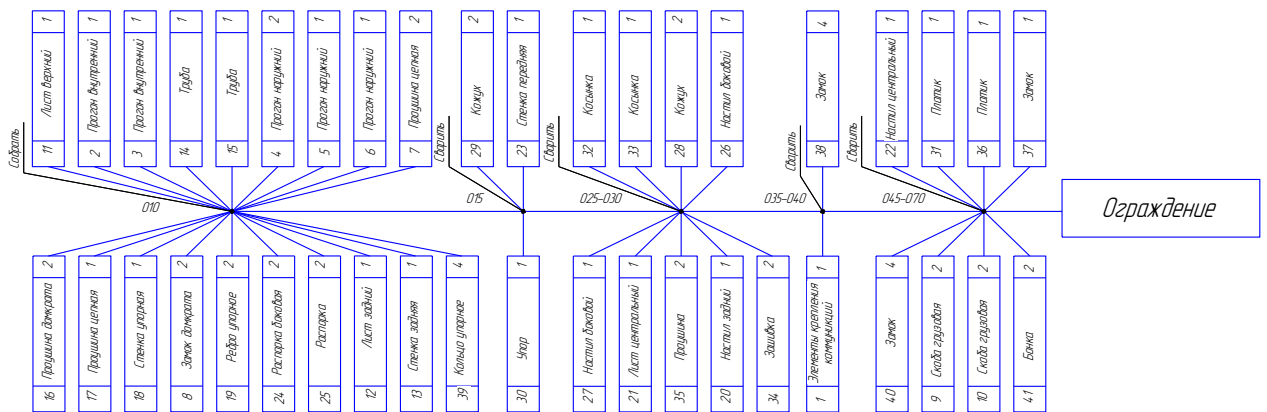 Собрать
11 Лист верхний 1
2 Прогон внутренний 1
3 Прогон внутренний 1
14 Труба 1
15 Труба 1
4 Прогон наружний 2
5 Прогон наружний 1
6 Прогон наружний 1
7 Проушина цепная 2
Сварить
29 Кожух 2
23 Стенка передняя 1
Сварить
32 Косынка 1
33 Косынка 1
28 Кожух 2
26 Настил боковой 1
Сварить
38 Замок 4
Сварить
22 Настил центральный 1
31 Платик 1
36 Платик 1
37 Замок 1
010
015
025-030
035-040
045-070
Ограждение
16 Проушина домкрата 2
17 Проушина цепная 1
18 Стенка упорная 1
8 Замок домкрата 2
19 Ребро упорное 2
24 Распорка боковая 2
25 Распорка 2
12 Лист задний 1
13 Стенка задняя 1
39 Кольцо упорное 4
30 Упор 1
27 Настил боковой 1
21 Лист центральный 1
35 Проушина 2
20 Настил задний 1
34 Зашивка 2
1 Элементы крепления 1
коммуникаций
40 Замок 4
9 Скоба грузовая 2
10 Скоба грузовая 2
41 Бонка 2